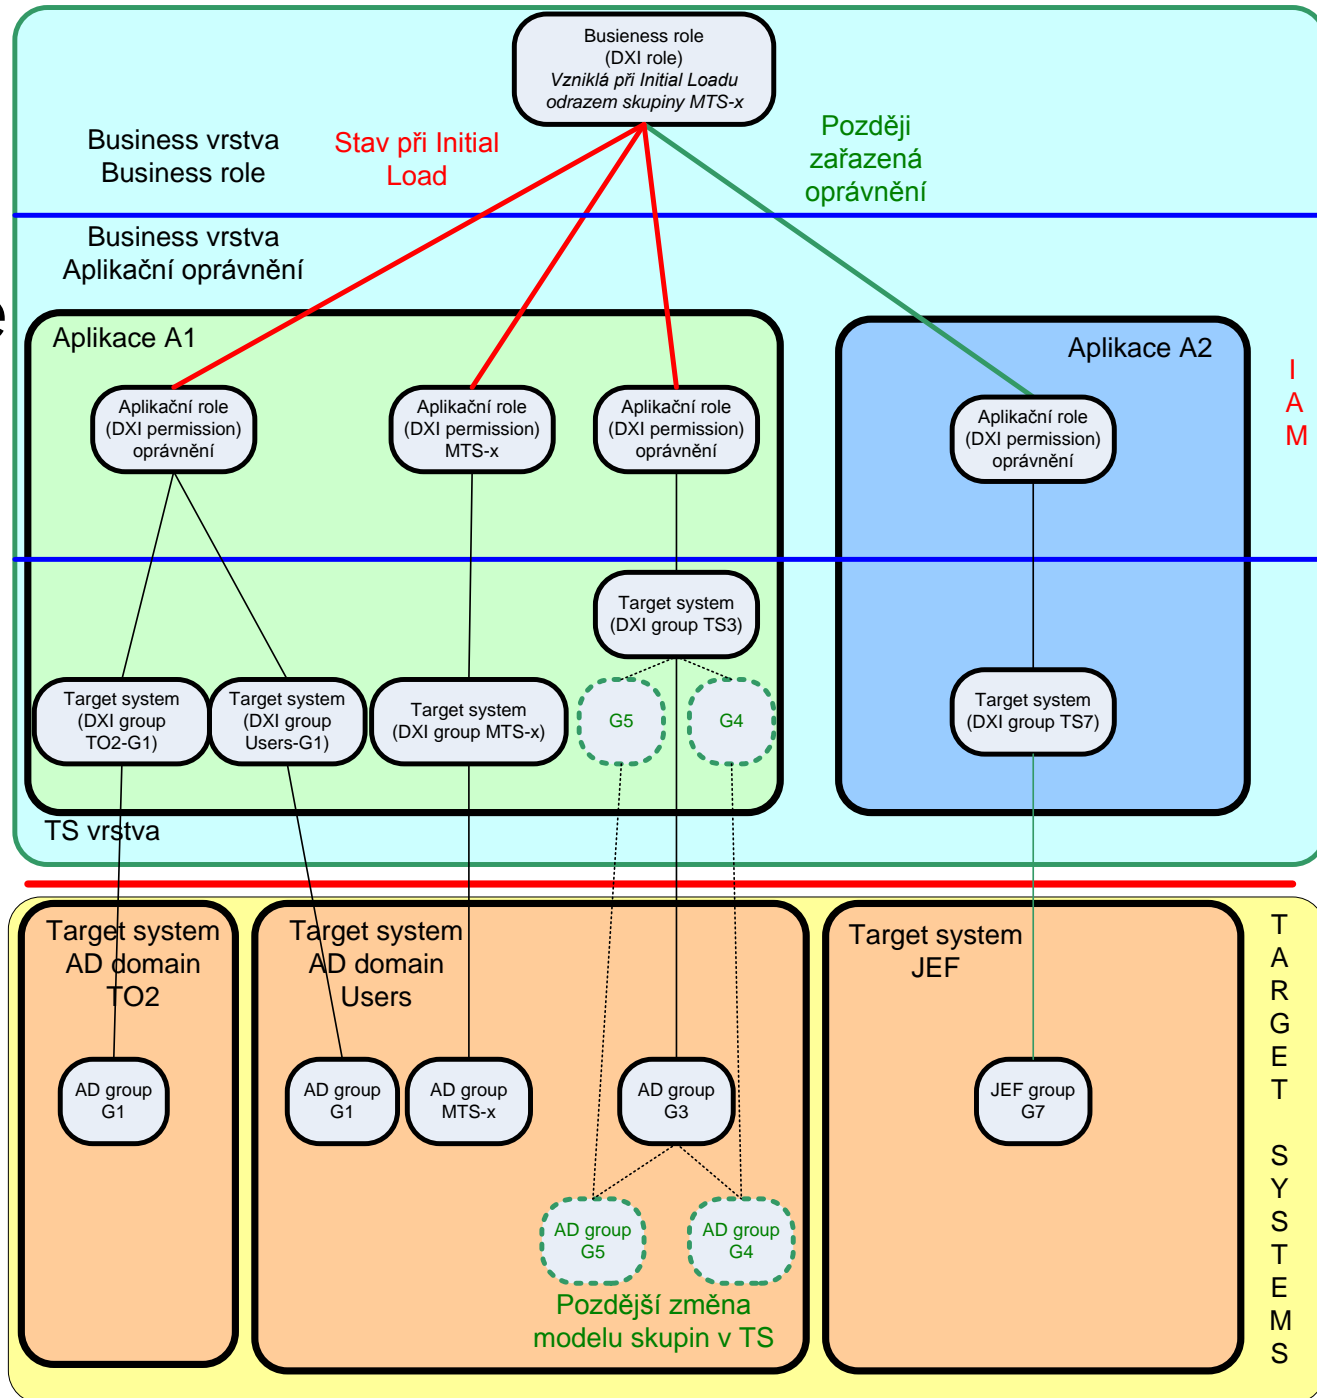 Busieness role
(DXI role)
Vzniklá při Initial Loadu
odrazem skupiny MTS-x
Business vrstva
Business role
Stav při Initial
Load
Později
zařazená
oprávnění
Business vrstva
Aplikační oprávnění
e
Aplikace A1
Aplikace A2
I
A
M
Aplikační role
(DXI permission)
oprávnění
Aplikační role
(DXI permission)
MTS-x
Aplikační role
(DXI permission)
oprávnění
Aplikační role
(DXI permission)
oprávnění
Target system
(DXI group TS3)
Target system
(DXI group
TO2-G1)
Target system
(DXI group
Users-G1)
Target system
(DXI group MTS-x)
G5
G4
Target system
(DXI group TS7)
TS vrstva
Target system
AD domain
TO2
Target system
AD domain
Users
Target system
JEF
T
A
R
G
E
T
S
Y
S
T
E
M
S
AD group
G1
AD group
G1
AD group
MTS-x
AD group
G3
JEF group
G7
AD group
G5
AD group
G4
Pozdější změna
modelu skupin v TS